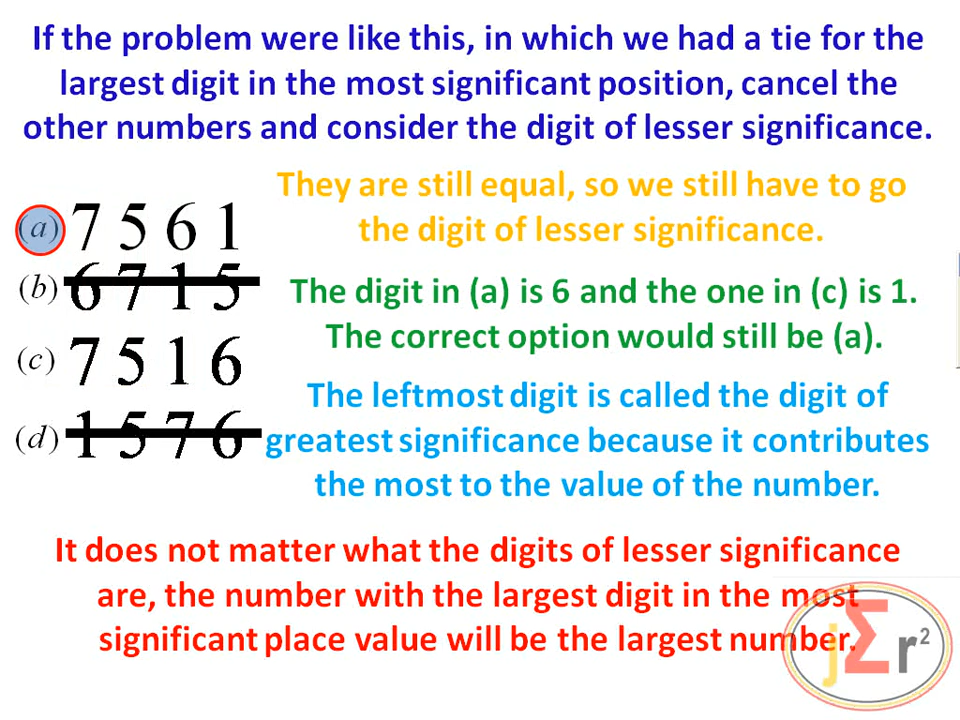 If the problem were like this, in which we had a tie for the
largest digit in the most significant position, cancel the
other numbers and consider the digit of lesser significance.
They are still equal, so we still have to go
the digit of lesser significance.
(a) 7 5 6 1
(b) 6 7 1 5
The digit in (a) is 6 and the one in (c) is 1.
The correct option would still be (a).
(c) 7 5 1 6
The leftmost digit is called the digit of
(d) 1 5 7 6
greatest significance because it contributes
the most to the value of the number.
It does not matter what the digits of lesser significance
are, the number with the largest digit in the most
significant place value will be the largest number.
jΣr²